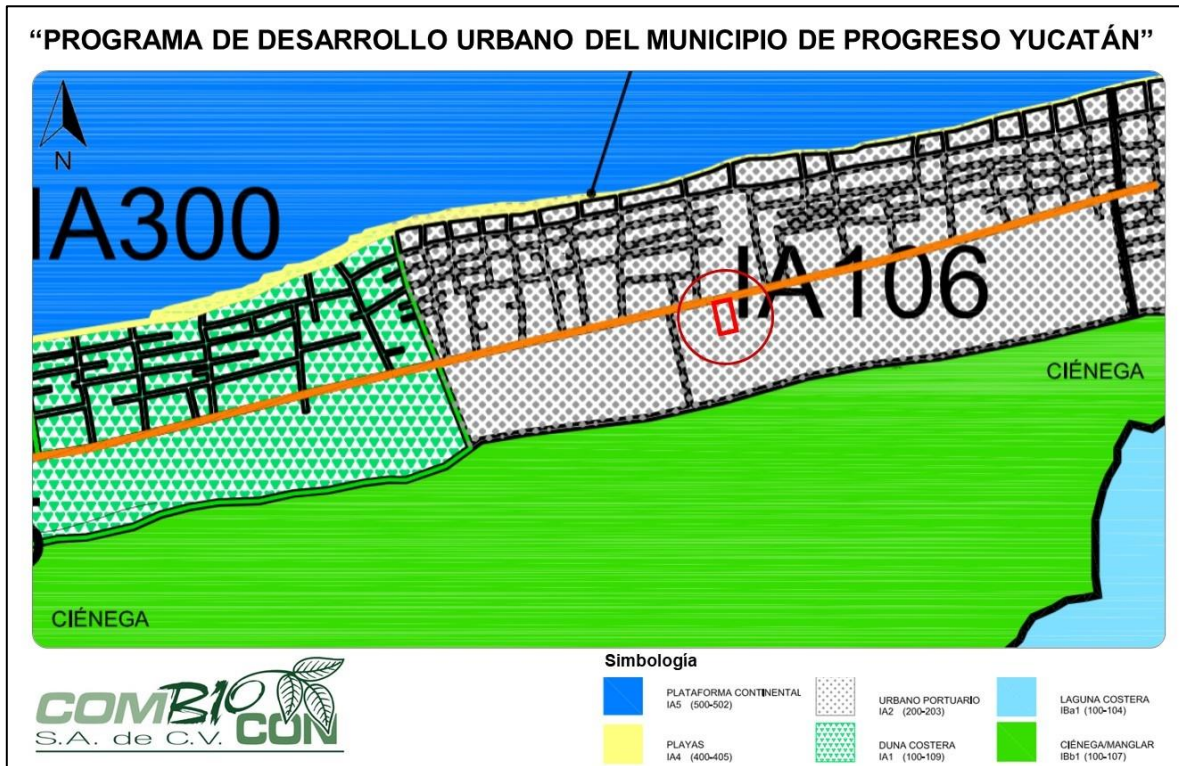 “PROGRAMA DE DESARROLLO URBANO DEL MUNICIPIO DE PROGRESO YUCATÁN”
N
IA300
IA106
CIÉNEGA
CIÉNEGA
COMBIOCON
S.A. de C.V.
Simbología
PLATAFORMA CONTINENTAL
IA5 (500-502)
PLAYAS
IA4 (400-405)
URBANO PORTUARIO
IA2 (200-203)
DUNA COSTERA
IA1 (100-109)
LAGUNA COSTERA
IBa1 (100-104)
CIÉNEGA/MANGLAR
IBb1 (100-107)